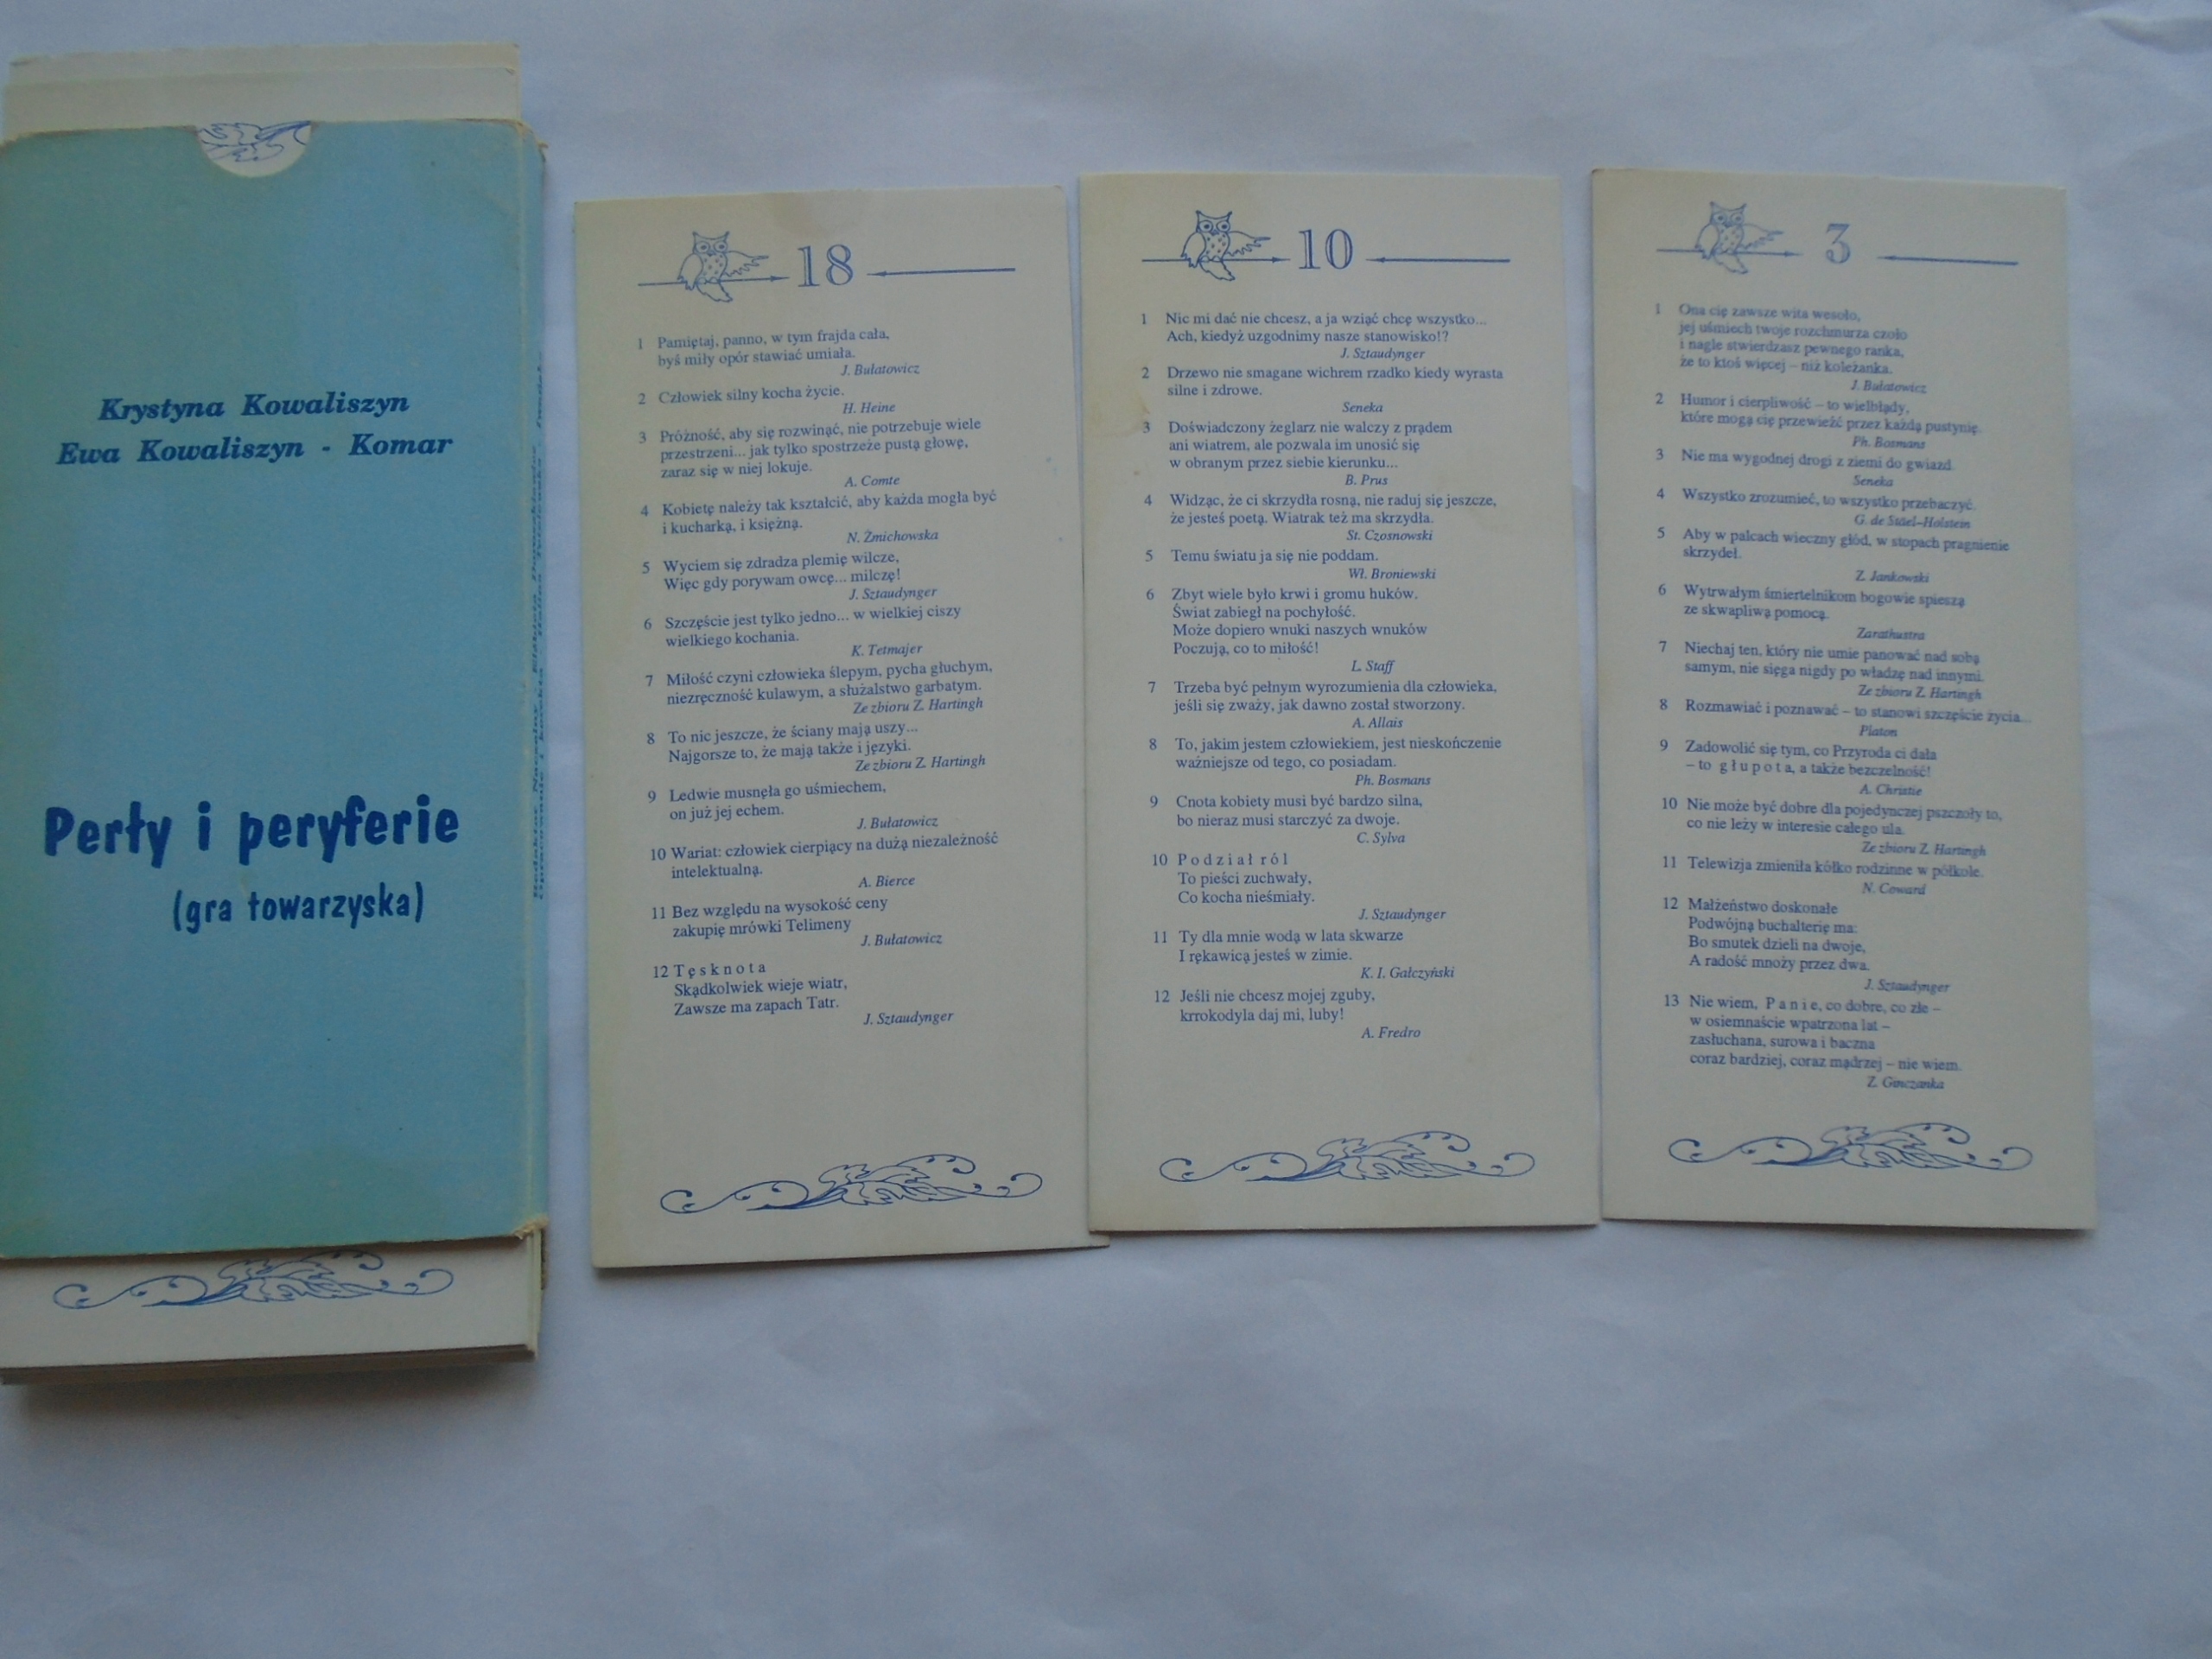 Krystyna Kowaliszyn
Ewa Kowaliszyn - Komar
Perły i peryferie
(gra towarzyska)
18
1 Pamiętaj, panno, w tym frajda cała,
byś miły opór stawiać umiała.
J. Bułatowicz
2 Człowiek silny kocha życie.
H. Heine
3 Próżność, aby się rozwinąć, nie potrzebuje wiele
przestrzeni... jak tylko spostrzeże pustą głowę,
zaraz się w niej lokuje.
A. Comte
4 Kobietę należy tak kształcić, aby każda mogła być
i kucharką, i księżną.
N. Żmichowska
5 Wyciem się zdradza plemię wilcze,
Więc gdy porywam owcę... milczę!
J. Sztaudynger
6 Szczęście jest tylko jedno... w wielkiej ciszy
wielkiego kochania.
K. Tetmajer
7 Miłość czyni człowieka ślepym, pycha głuchym,
niezręczność kulawym, a służalstwo garbatym.
Ze zbioru Z. Hartingh
8 To nic jeszcze, że ściany mają uszy...
Najgorsze to, że mają także i języki.
Ze zbioru Z. Hartingh
9 Ledwie musnęła go uśmiechem,
on już jej echem.
J. Bułatowicz
10 Wariat: człowiek cierpiący na dużą niezależność
intelektualną.
A. Bierce
11 Bez względu na wysokość ceny
zakupię mrówki Telimeny
J. Bułatowicz
12 T ę s k n o t a
Skądkolwiek wieje wiatr,
Zawsze ma zapach Tatr.
J. Sztaudynger
10
1 Nic mi dać nie chcesz, a ja wziąć chcę wszystko...
Ach, kiedyż uzgodnimy nasze stanowisko!?
J. Sztaudynger
2 Drzewo nie smagane wichrem rzadko kiedy wyrasta
silne i zdrowe.
Seneka
3 Doświadczony żeglarz nie walczy z prądem
ani wiatrem, ale pozwala im unosić się
w obranym przez siebie kierunku...
B. Prus
4 Widząc, że ci skrzydła rosną, nie raduj się jeszcze,
że jesteś poetą. Wiatrak też ma skrzydła.
St. Czosnowski
5 Temu światu ja się nie poddam.
Wł. Broniewski
6 Zbyt wiele było krwi i gromu huków.
Świat zabiegł na pochyłość.
Może dopiero wnuki naszych wnuków
Poczują, co to miłość!
L. Staff
7 Trzeba być pełnym wyrozumienia dla człowieka,
jeśli się zważy, jak dawno został stworzony.
A. Allais
8 To, jakim jestem człowiekiem, jest nieskończenie
ważniejsze od tego, co posiadam.
Ph. Bosmans
9 Cnota kobiety musi być bardzo silna,
bo nieraz musi starczyć za dwoje.
C. Sylva
10 P o d z i a ł r ó l
To pieści zuchwały,
Co kocha nieśmiały.
J. Sztaudynger
11 Ty dla mnie wodą w lata skwarze
I rękawicą jesteś w zimie.
K. I. Gałczyński
12 Jeśli nie chcesz mojej zguby,
krrokodyla daj mi, luby!
A. Fredro
3
1 Ona cię zawsze wita wesoło,
jej uśmiech twoje rozchmurza czoło
i nagle stwierdzasz pewnego ranka,
że to ktoś więcej – niż koleżanka.
J. Bułatowicz
2 Humor i cierpliwość – to wielbłądy,
które mogą cię przewieźć przez każdą pustynię.
Ph. Bosmans
3 Nie ma wygodnej drogi z ziemi do gwiazd.
Seneka
4 Wszystko zrozumieć, to wszystko przebaczyć.
G. de Stäel–Holstein
5 Aby w palcach wieczny głód, w stopach pragnienie
skrzydeł.
Z. Jankowski
6 Wytrwałym śmiertelnikom bogowie spieszą
ze skwapliwą pomocą.
Zarathustra
7 Niechaj ten, który nie umie panować nad sobą
samym, nie sięga nigdy po władzę nad innymi.
Ze zbioru Z. Hartingh
8 Rozmawiać i poznawać – to stanowi szczęście życia...
Platon
9 Zadowolić się tym, co Przyroda ci dała
– to g ł u p o t a, a także bezczelność!
A. Christie
10 Nie może być dobre dla pojedynczej pszczoły to,
co nie leży w interesie całego ula.
Ze zbioru Z. Hartingh
11 Telewizja zmieniła kółko rodzinne w półkole.
N. Coward
12 Małżeństwo doskonałe
Podwójną buchalterię ma:
Bo smutek dzieli na dwoje,
A radość mnoży przez dwa.
J. Sztaudynger
13 Nie wiem, P a n i e, co dobre, co złe –
w osiemnaście wpatrzona lat –
zasłuchana, surowa i baczna
coraz bardziej, coraz mądrzej – nie wiem.
Z. Ginczanka